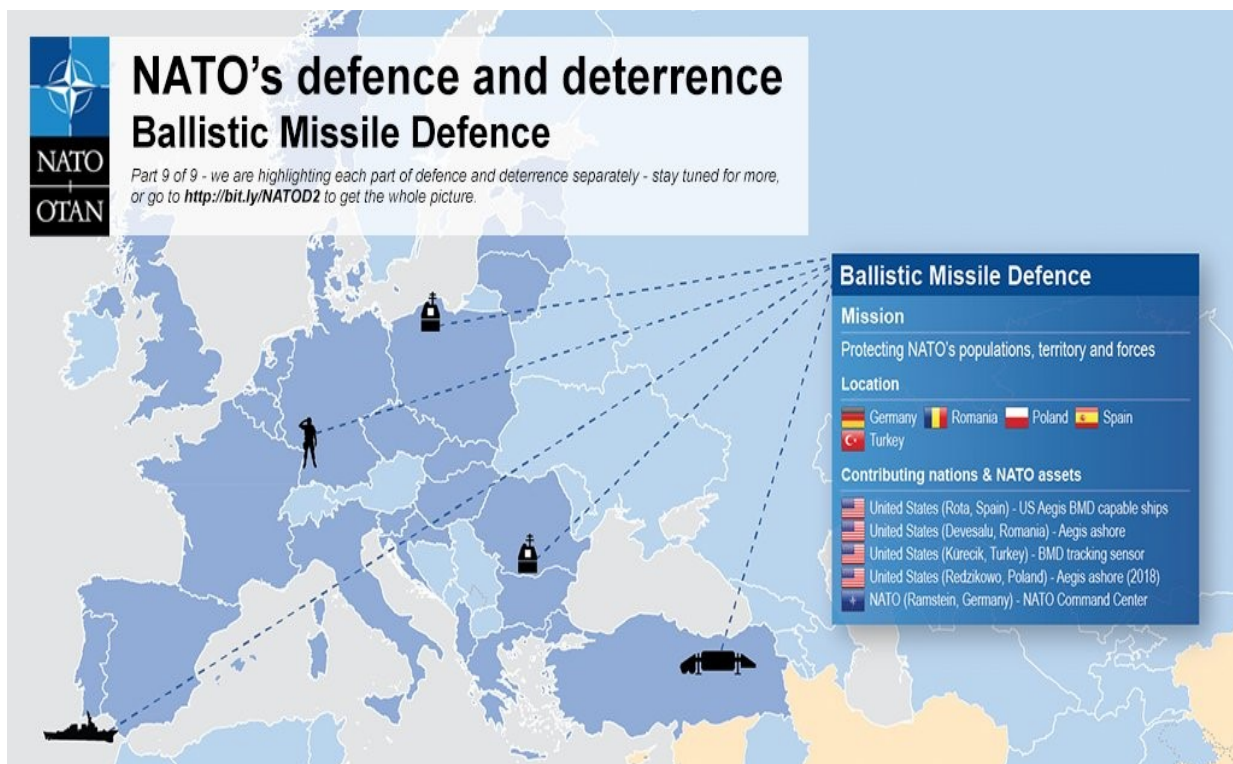 NATO
OTAN
NATO’s defence and deterrence
Ballistic Missile Defence
Part 9 of 9 - we are highlighting each part of defence and deterrence separately - stay tuned for more,
or go to http://bit.ly/NATOD2 to get the whole picture.
Ballistic Missile Defence
Mission
Protecting NATO’s populations, territory and forces
Location
Germany Romania Poland Spain
Turkey
Contributing nations & NATO assets
United States (Rota, Spain) - US Aegis BMD capable ships
United States (Devesalu, Romania) - Aegis ashore
United States (Kürecik, Turkey) - BMD tracking sensor
United States (Redzikowo, Poland) - Aegis ashore (2018)
NATO (Ramstein, Germany) - NATO Command Center